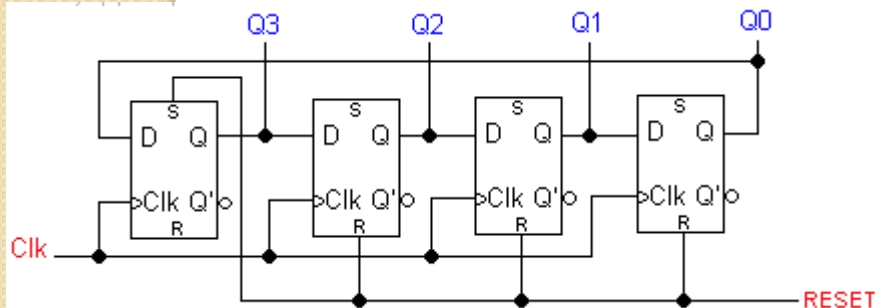 Q3 Q2 Q1 Q0
S S S S
D Q D Q D Q D Q
Clk Q' Clk Q' Clk Q' Clk Q'
R R R R
Clk
RESET